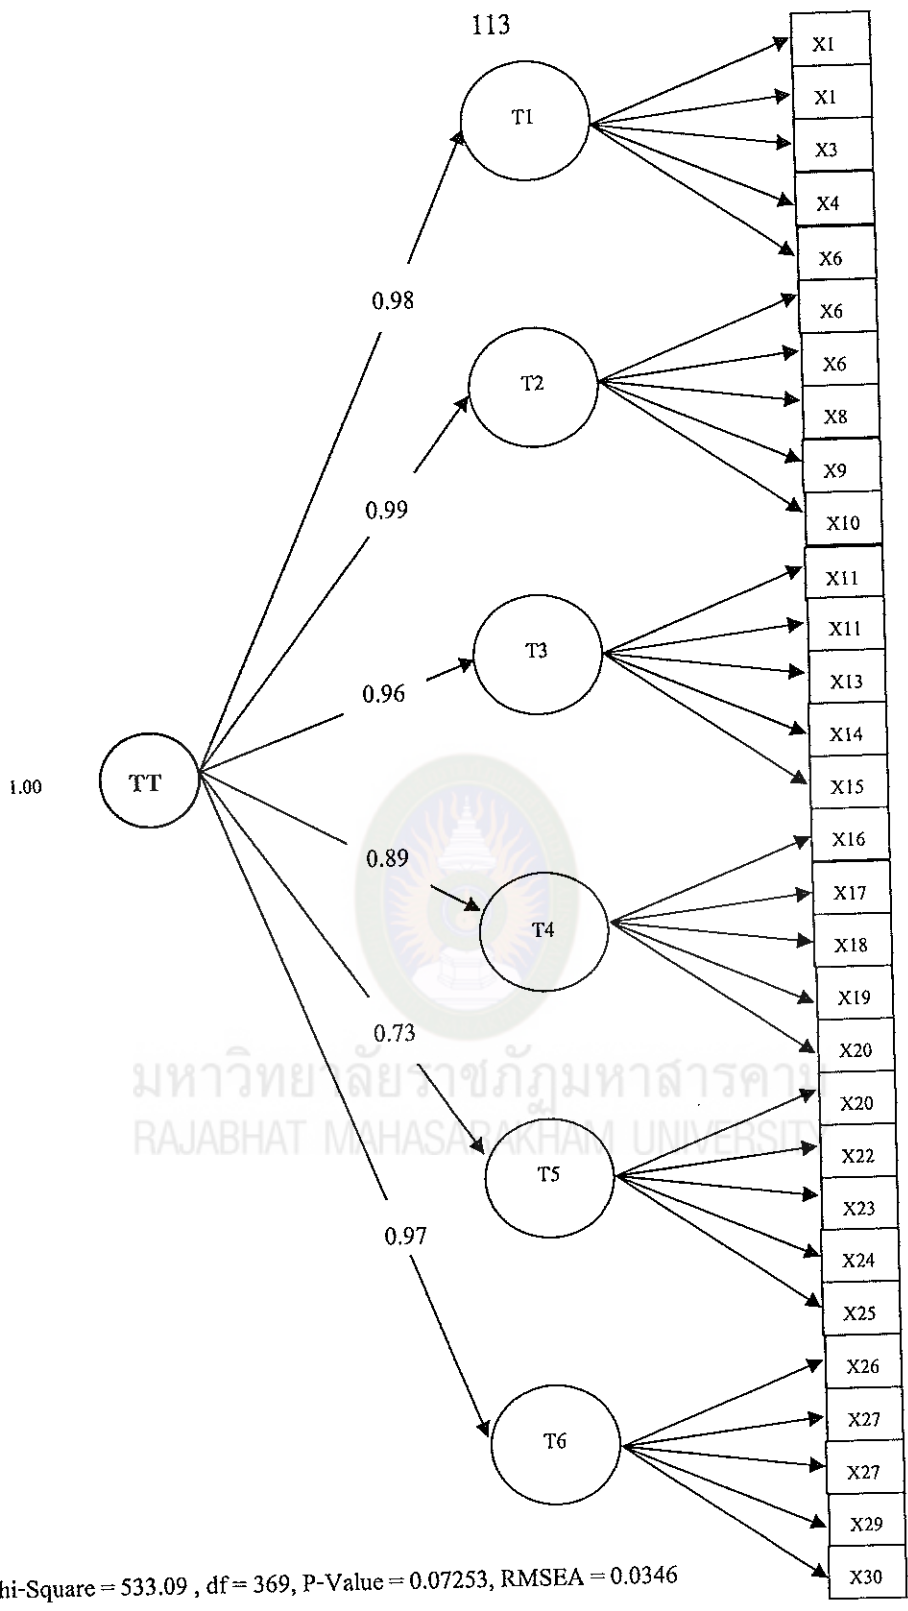 113
X1
T1
X1
X3
X4
X6
0.98
X6
T2
X6
X8
X9
0.99
X10
X11
X11
T3
X13
0.96
X14
1.00
TT
X15
X16
0.89
X17
T4
X18
X19
0.73
X20
มหาวิทยาลัยราชภัฏมหาสารคาม
X20
RAJABHAT MAHASARAKHAM UNIVERSITY
X22
T5
X23
0.97
X24
X25
X26
X27
T6
X27
X29
X30
hi-Square = 533.09 , df = 369, P-Value = 0.07253, RMSEA = 0.0346